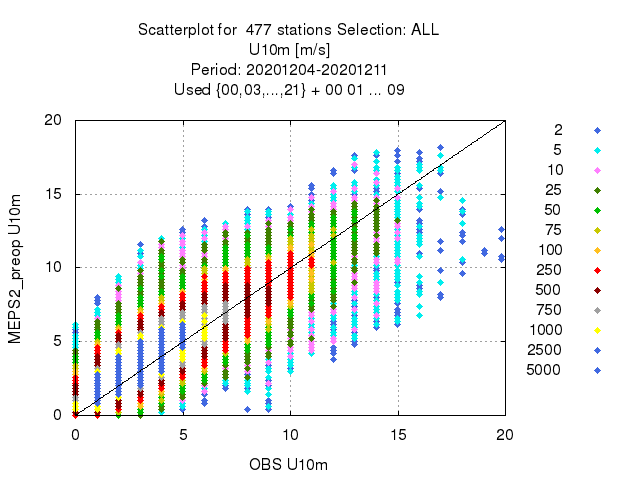 Scatterplot for 477 stations Selection: ALL
U10m [m/s]
Period: 20201204-20201211
Used {00,03,...,21} + 00 01 ... 09
20
15
10
5
0
MEPS2_preop U10m
0 5 10 15 20
OBS U10m
2
5
10
25
50
75
100
250
500
750
1000
2500
5000